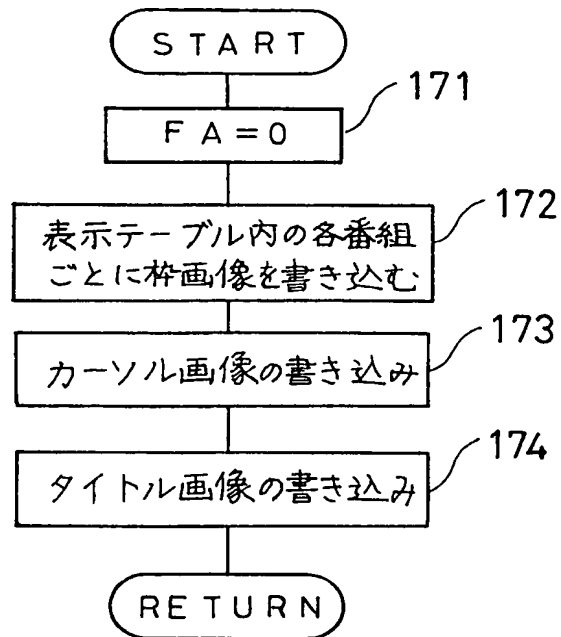 START
171
FA=0
172
表示テーブル内の各番組
ごとに枠画像を書き込む
173
カーソル画像の書き込み
174
タイトル画像の書き込み
RETURN